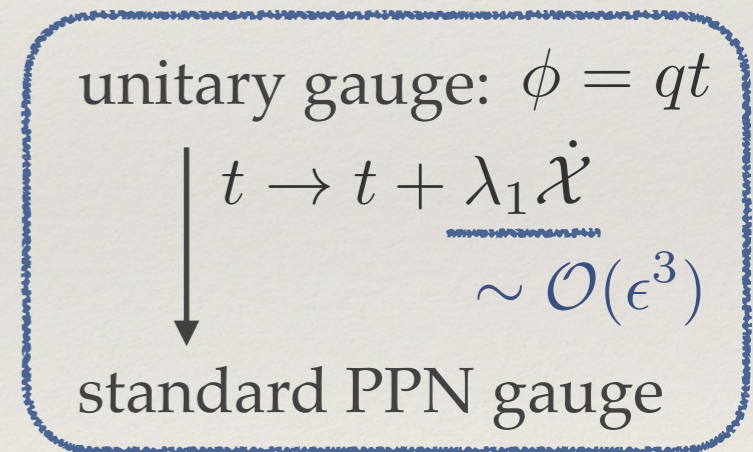 unitary gauge: ϕ = qt
t → t + λ₁𝒳̇
∼ 𝒪(ϵ³)
standard PPN gauge